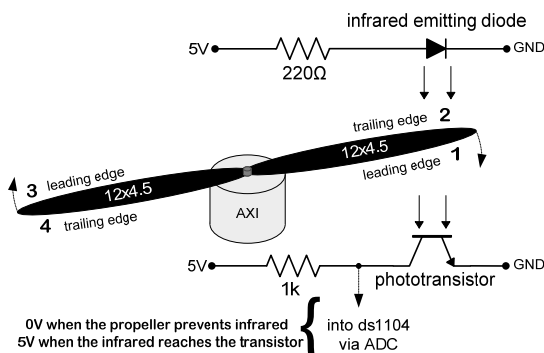 infrared emitting diode
5V
GND
220Ω
trailing edge 2
12x4.5
leading edge 1
3 leading edge
12x4.5
4 trailing edge
AXI
5V
GND
1k
phototransistor
0V when the propeller prevents infrared
5V when the infrared reaches the transistor
{
into ds1104
via ADC